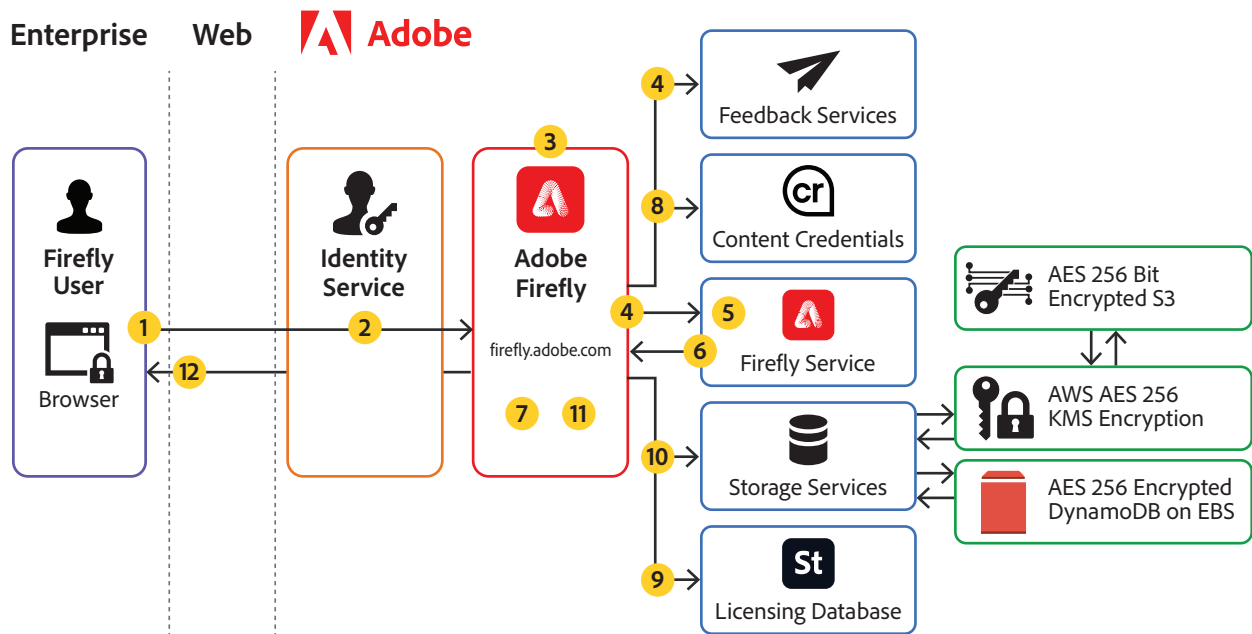 Enterprise
Web
Adobe
Firefly
User
1
12
Browser
Identity
Service
2
3
Adobe
Firefly
firefly.adobe.com
7
11
4
Feedback Services
8
cr
Content Credentials
4
5
6
Firefly Service
10
Storage Services
9
St
Licensing Database
AES 256 Bit
Encrypted S3
AWS AES 256
KMS Encryption
AES 256 Encrypted
DynamoDB on EBS